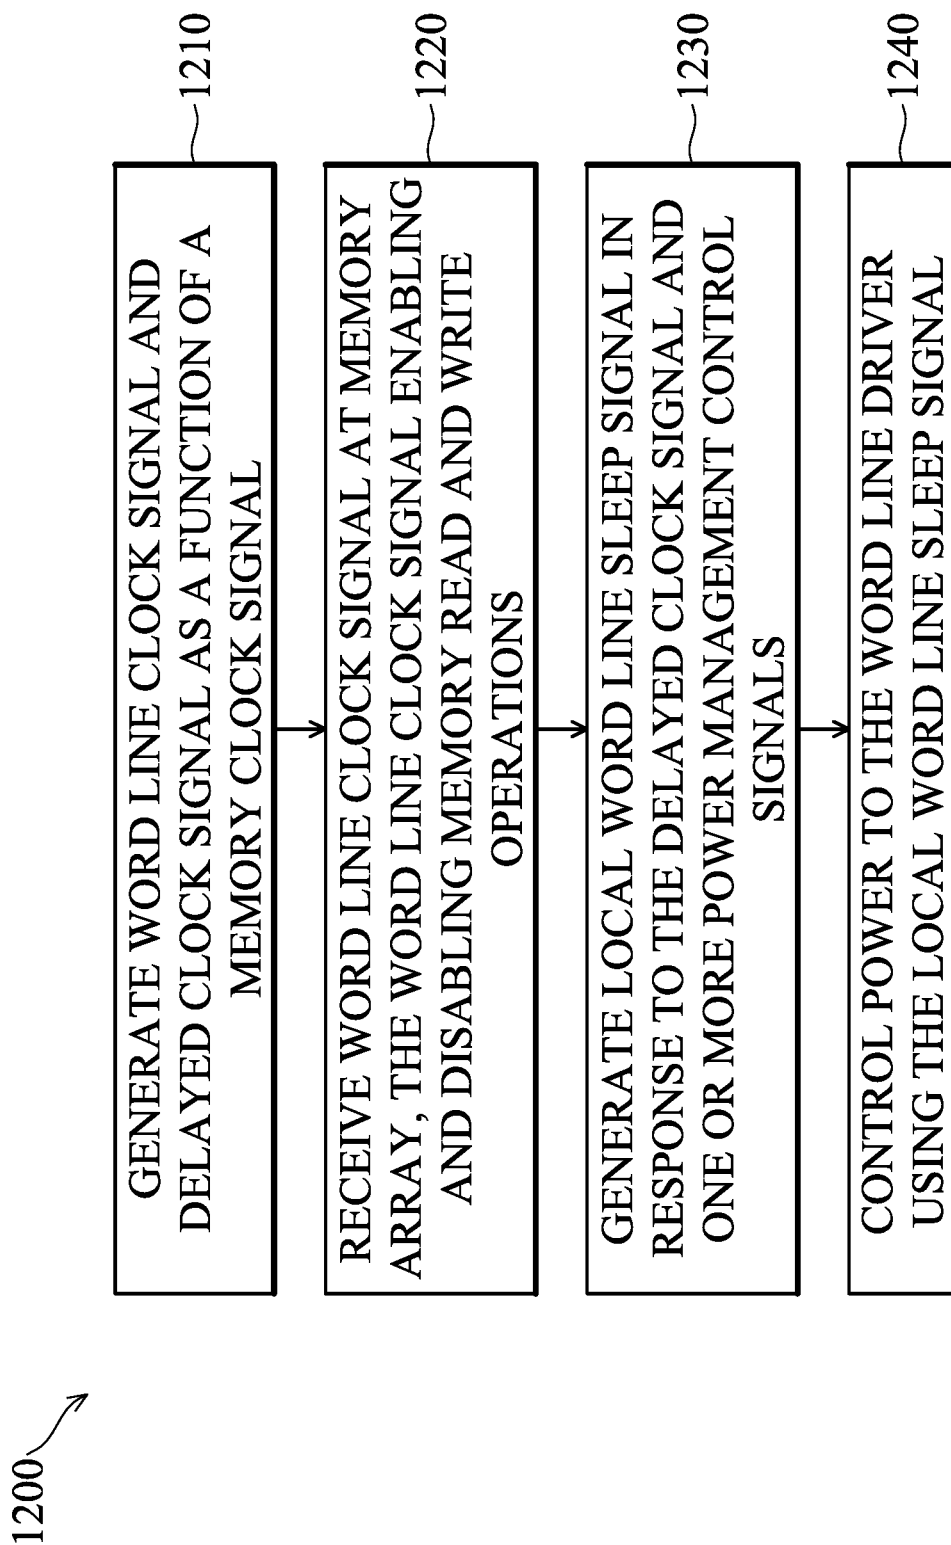 1200
GENERATE WORD LINE CLOCK SIGNAL AND
DELAYED CLOCK SIGNAL AS A FUNCTION OF A
MEMORY CLOCK SIGNAL
1210
RECEIVE WORD LINE CLOCK SIGNAL AT MEMORY
ARRAY, THE WORD LINE CLOCK SIGNAL ENABLING
AND DISABLING MEMORY READ AND WRITE
OPERATIONS
1220
GENERATE LOCAL WORD LINE SLEEP SIGNAL IN
RESPONSE TO THE DELAYED CLOCK SIGNAL AND
ONE OR MORE POWER MANAGEMENT CONTROL
SIGNALS
1230
CONTROL POWER TO THE WORD LINE DRIVER
USING THE LOCAL WORD LINE SLEEP SIGNAL
1240